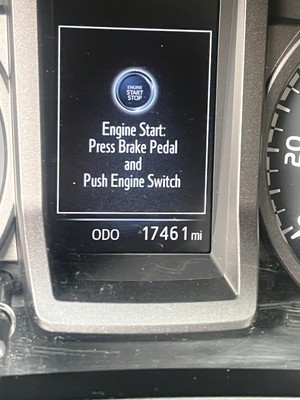 ENGINE
START
STOP
Engine Start:
Press Brake Pedal
and
Push Engine Switch
ODO 17461 mi
20